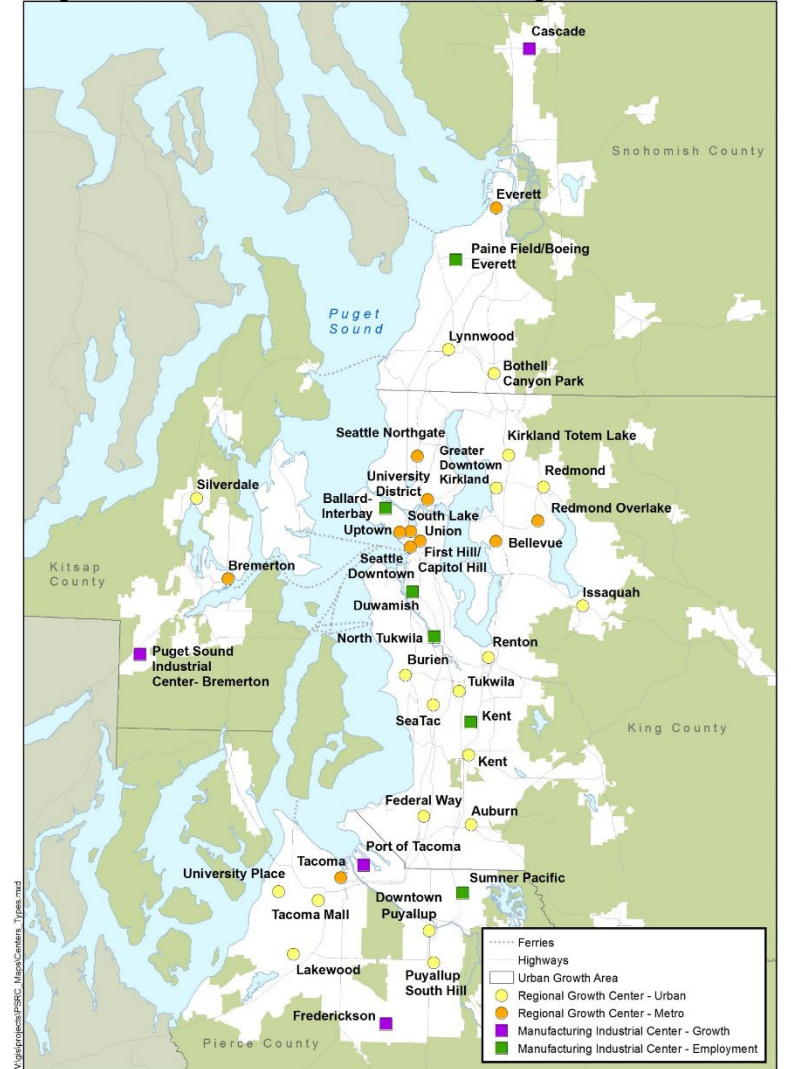 Cascade
Snohomish County
Everett
Paine Field/Boeing
Everett
Puget
Sound
Lynnwood
Bothell
Canyon Park
Seattle Northgate
Kirkland Totem Lake
Greater
Downtown
Kirkland
University
District
Redmond
Silverdale
Ballard-
Interbay
Redmond Overlake
South Lake
Union
Uptown
First Hill/
Capitol Hill
Bellevue
Seattle
Downtown
Kitsap
County
Bremerton
Issaquah
Duwamish
North Tukwila
Renton
Puget Sound
Industrial
Center- Bremerton
Burien
Tukwila
SeaTac
Kent
King County
Kent
Federal Way
Auburn
Port of Tacoma
Tacoma
University Place
Sumner Pacific
Downtown
Puyallup
Tacoma Mall
Lakewood
Puyallup
South Hill
Frederickson
Pierce County
Ferries
Highways
Urban Growth Area
Regional Growth Center - Urban
Regional Growth Center - Metro
Manufacturing Industrial Center - Growth
Manufacturing Industrial Center - Employment
V:\gis\projects\PSRC_Maps\Centers_Types.mxd